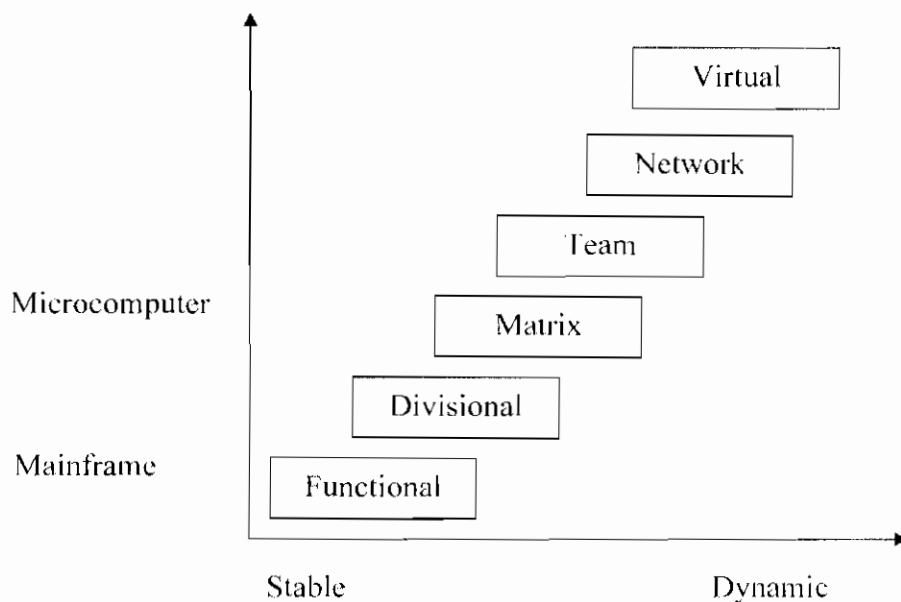 Virtual
Network
Team
Microcomputer
Matrix
Divisional
Mainframe
Functional
Stable
Dynamic